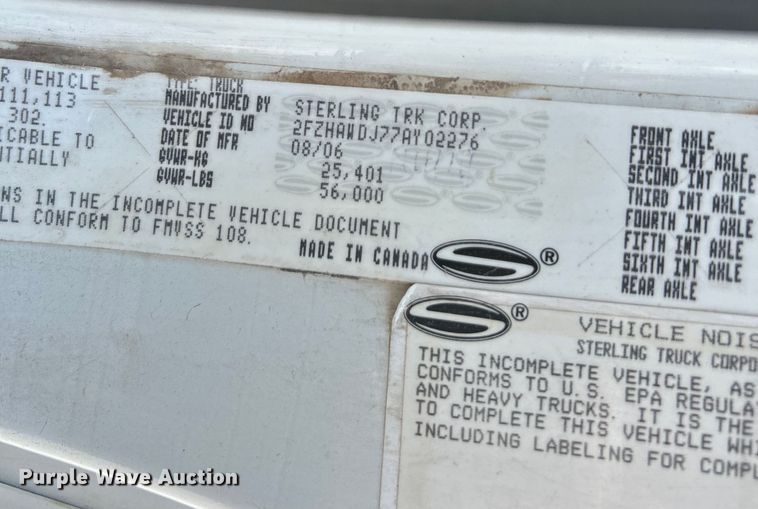 R VEHICLE
111,113
302.
ICABLE TO
NTIALLY
TYPE: TRUCK
MANUFACTURED BY STERLING TRK CORP
VEHICLE ID NO 2FZHAWDJ77AY02276
DATE OF MFR 08/06
GVWR-KG 25,401
GVWR-LBS 56,000
NS IN THE INCOMPLETE VEHICLE DOCUMENT
LL CONFORM TO FMVSS 108.
MADE IN CANADA ®
FRONT AXLE
FIRST INT AXLE
SECOND INT AXLE
THIRD INT AXLE
FOURTH INT AXLE
FIFTH INT AXLE
SIXTH INT AXLE
REAR AXLE
® VEHICLE NOIS
STERLING TRUCK CORPO
THIS INCOMPLETE VEHICLE, AS
CONFORMS TO U.S. EPA REGULA
AND HEAVY TRUCKS. IT IS THE
TO COMPLETE THIS VEHICLE WHI
INCLUDING LABELING FOR COMPL
Purple Wave Auction